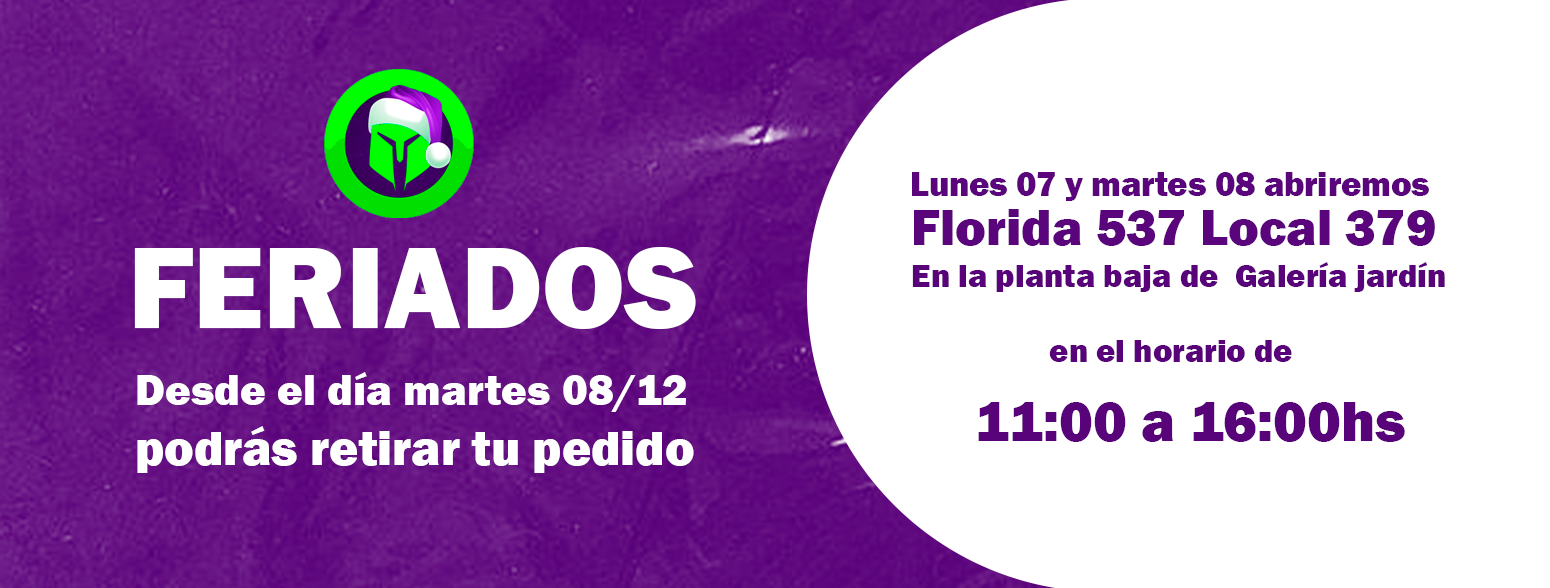 FERIADOS
Desde el día martes 08/12
podrás retirar tu pedido
Lunes 07 y martes 08 abriremos
Florida 537 Local 379
En la planta baja de  Galería jardín
en el horario de
11:00 a 16:00hs